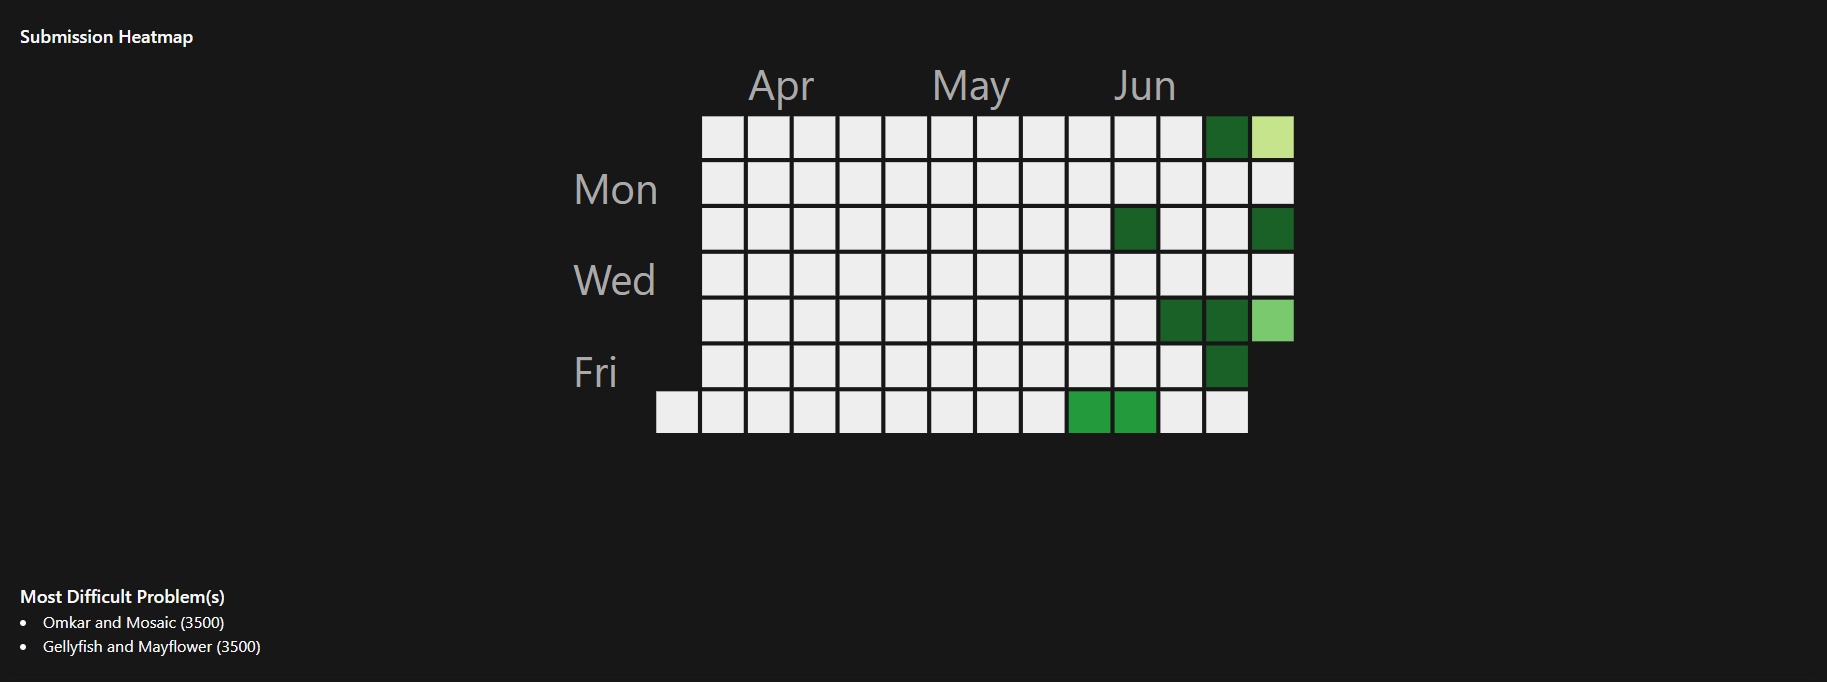 Submission Heatmap
Apr May Jun
Mon
Wed
Fri
Most Difficult Problem(s)
• Omkar and Mosaic (3500)
• Gellyfish and Mayflower (3500)